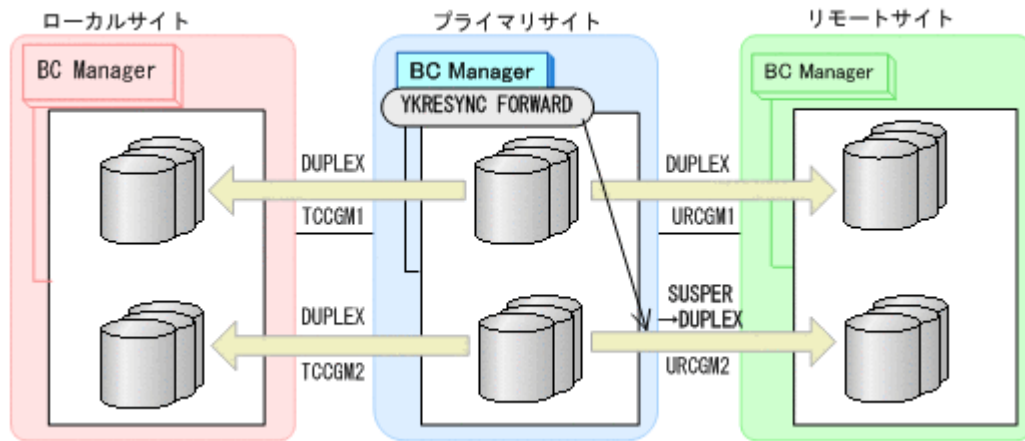 ローカルサイト
プライマリサイト
リモートサイト
BC Manager
BC Manager
BC Manager
YKRESYNC FORWARD
DUPLEX
DUPLEX
TCCGM1
URCGM1
DUPLEX
SUSPER
→DUPLEX
TCCGM2
URCGM2